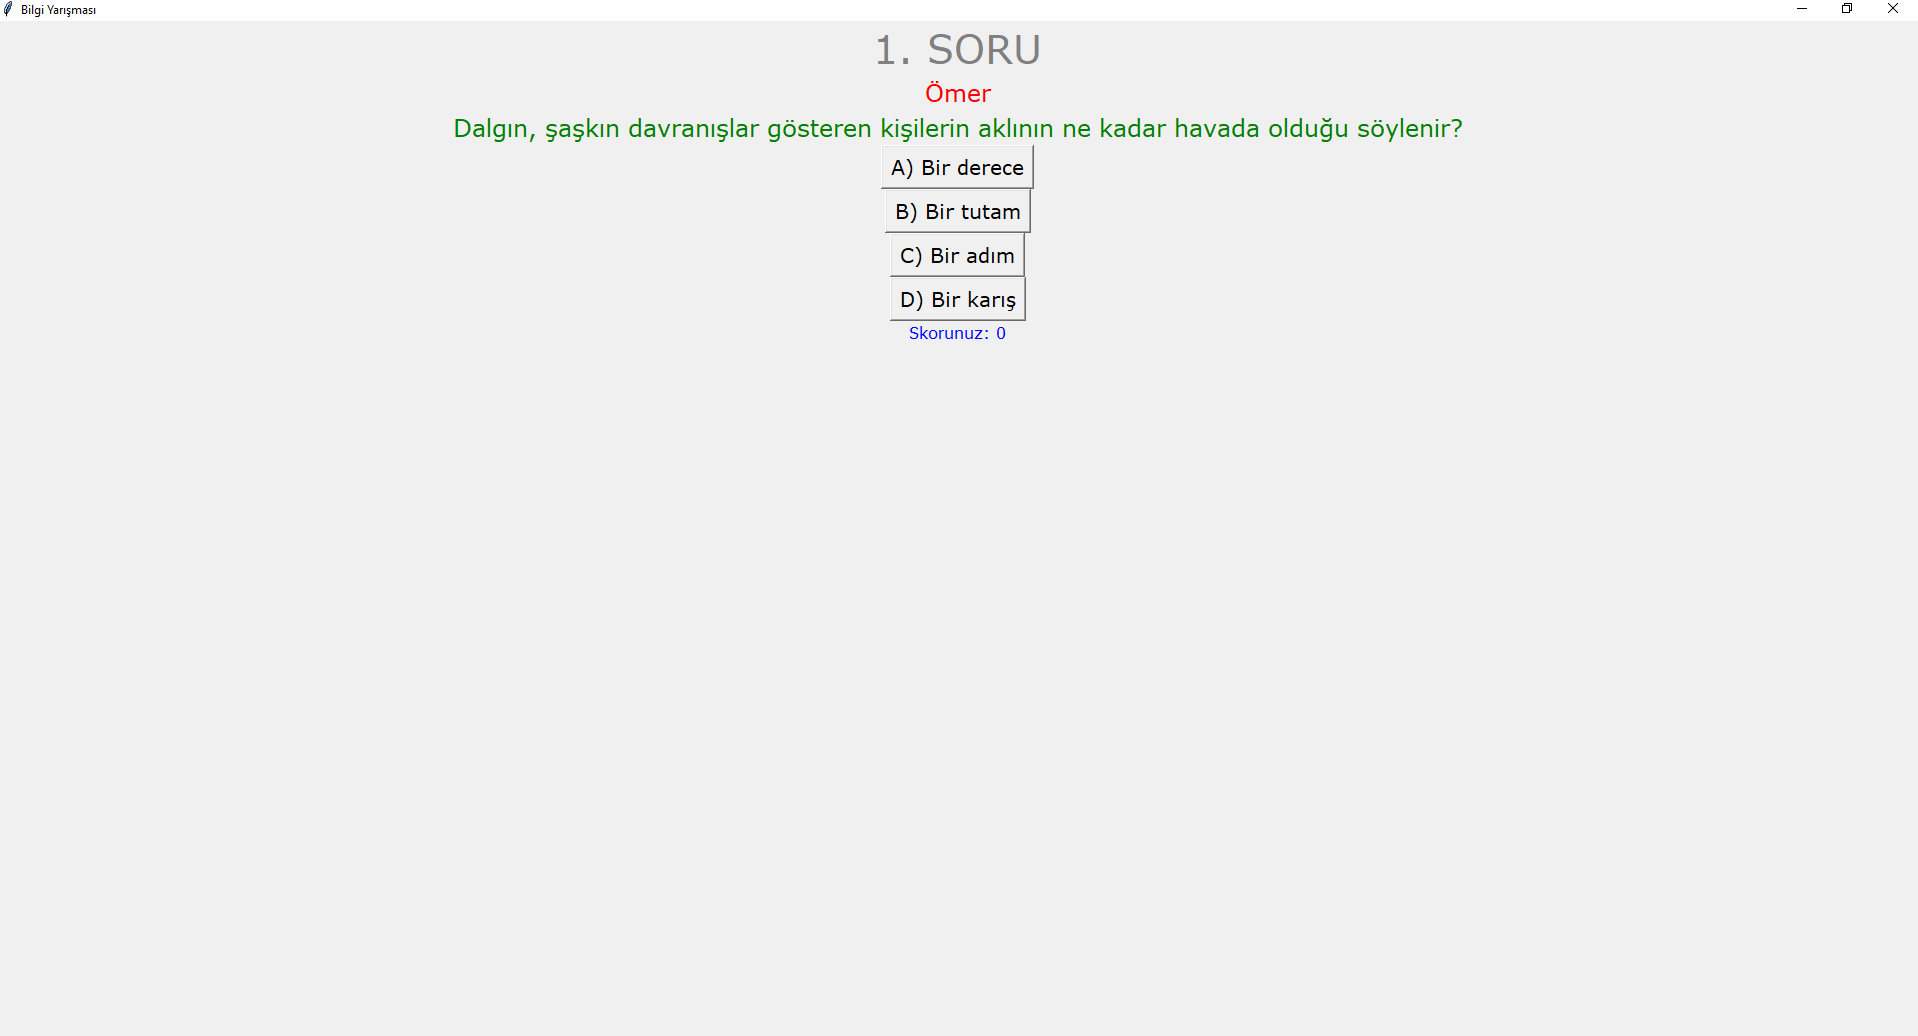 Bilgi Yarışması
1. SORU
Ömer
Dalgın, şaşkın davranışlar gösteren kişilerin aklının ne kadar havada olduğu söylenir?
A) Bir derece
B) Bir tutam
C) Bir adım
D) Bir karış
Skorunuz: 0